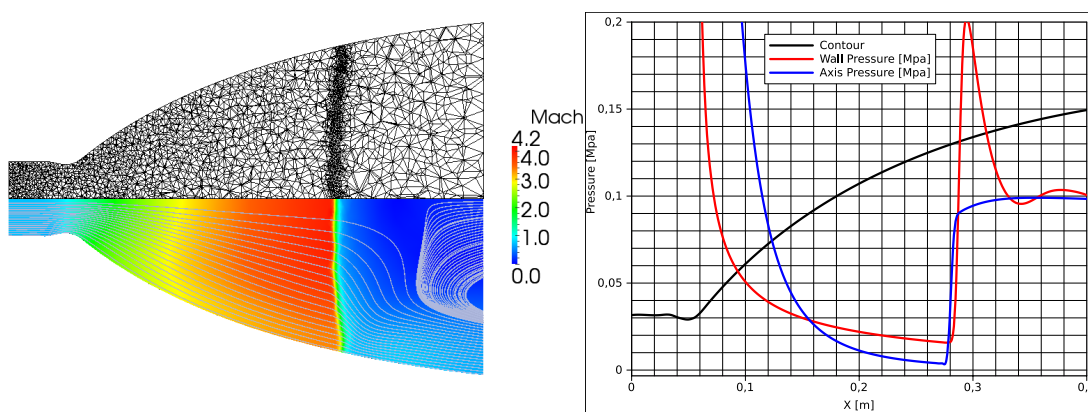 Mach
4.2
4.0
3.0
2.0
1.0
0.0
0,2
0,15
0,1
0,05
0
Pressure [Mpa]
Contour
Wall Pressure [Mpa]
Axis Pressure [Mpa]
0
0,1
0,2
0,3
0,
X [m]